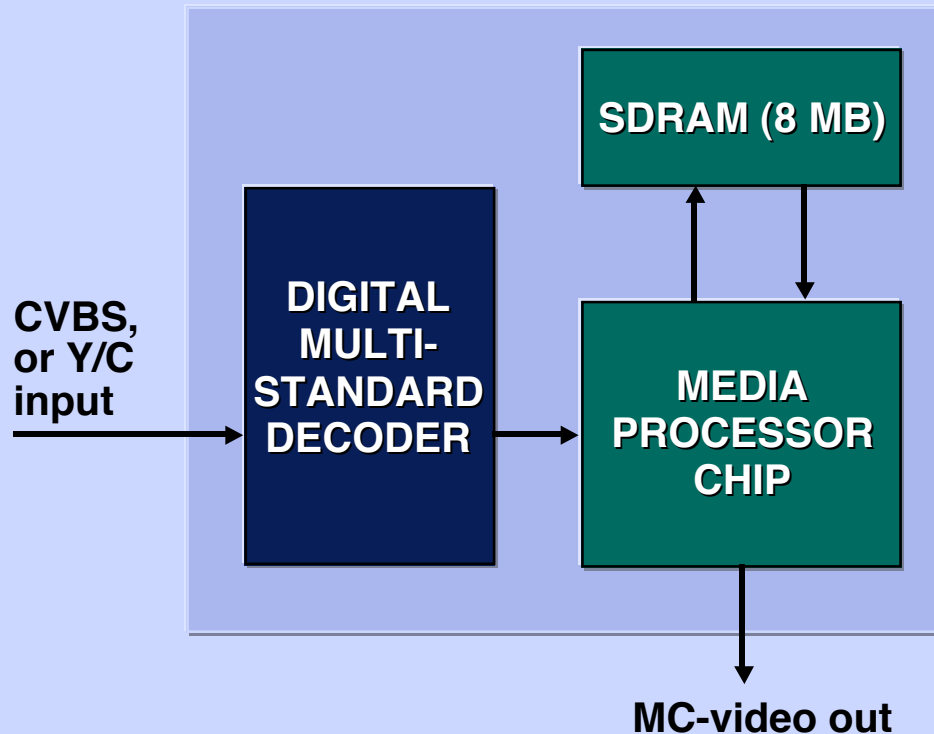 SDRAM (8 MB)
CVBS,
or Y/C
input
DIGITAL
MULTI-
STANDARD
DECODER
MEDIA
PROCESSOR
CHIP
MC-video out